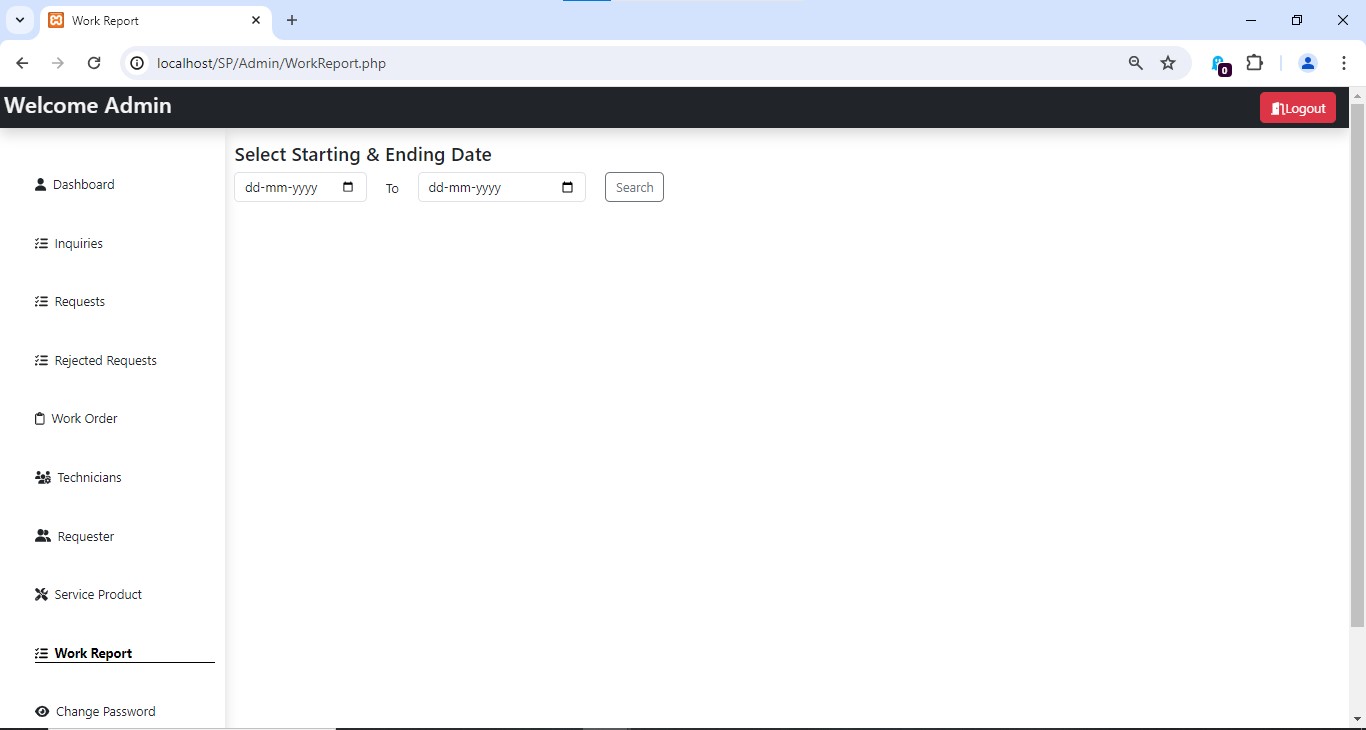 Work Report
localhost/SP/Admin/WorkReport.php
0
Welcome Admin
Logout
Select Starting & Ending Date
dd-mm-yyyy To dd-mm-yyyy Search
Dashboard
Inquiries
Requests
Rejected Requests
Work Order
Technicians
Requester
Service Product
Work Report
Change Password